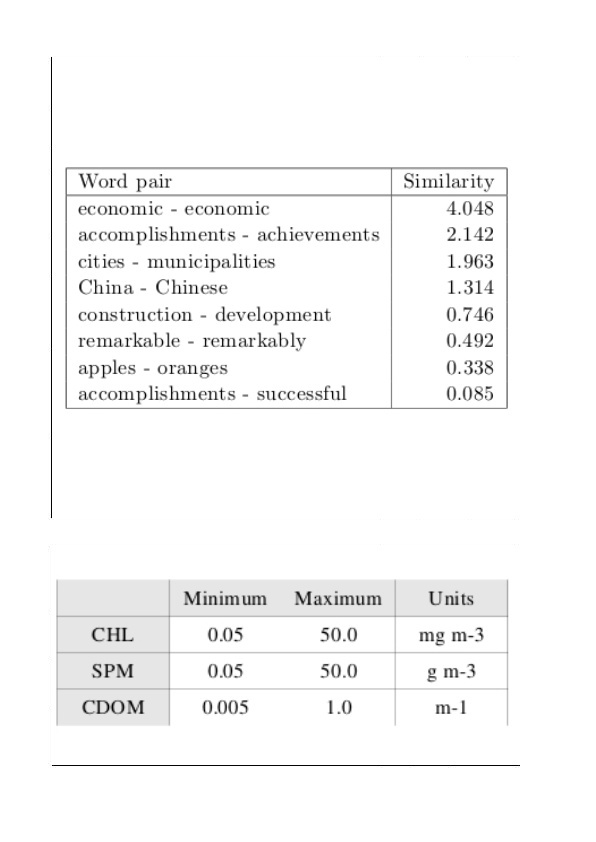 Word pair Similarity
economic - economic 4.048
accomplishments - achievements 2.142
cities - municipalities 1.963
China - Chinese 1.314
construction - development 0.746
remarkable - remarkably 0.492
apples - oranges 0.338
accomplishments - successful 0.085
Minimum Maximum Units
CHL 0.05 50.0 mg m-3
SPM 0.05 50.0 g m-3
CDOM 0.005 1.0 m-1